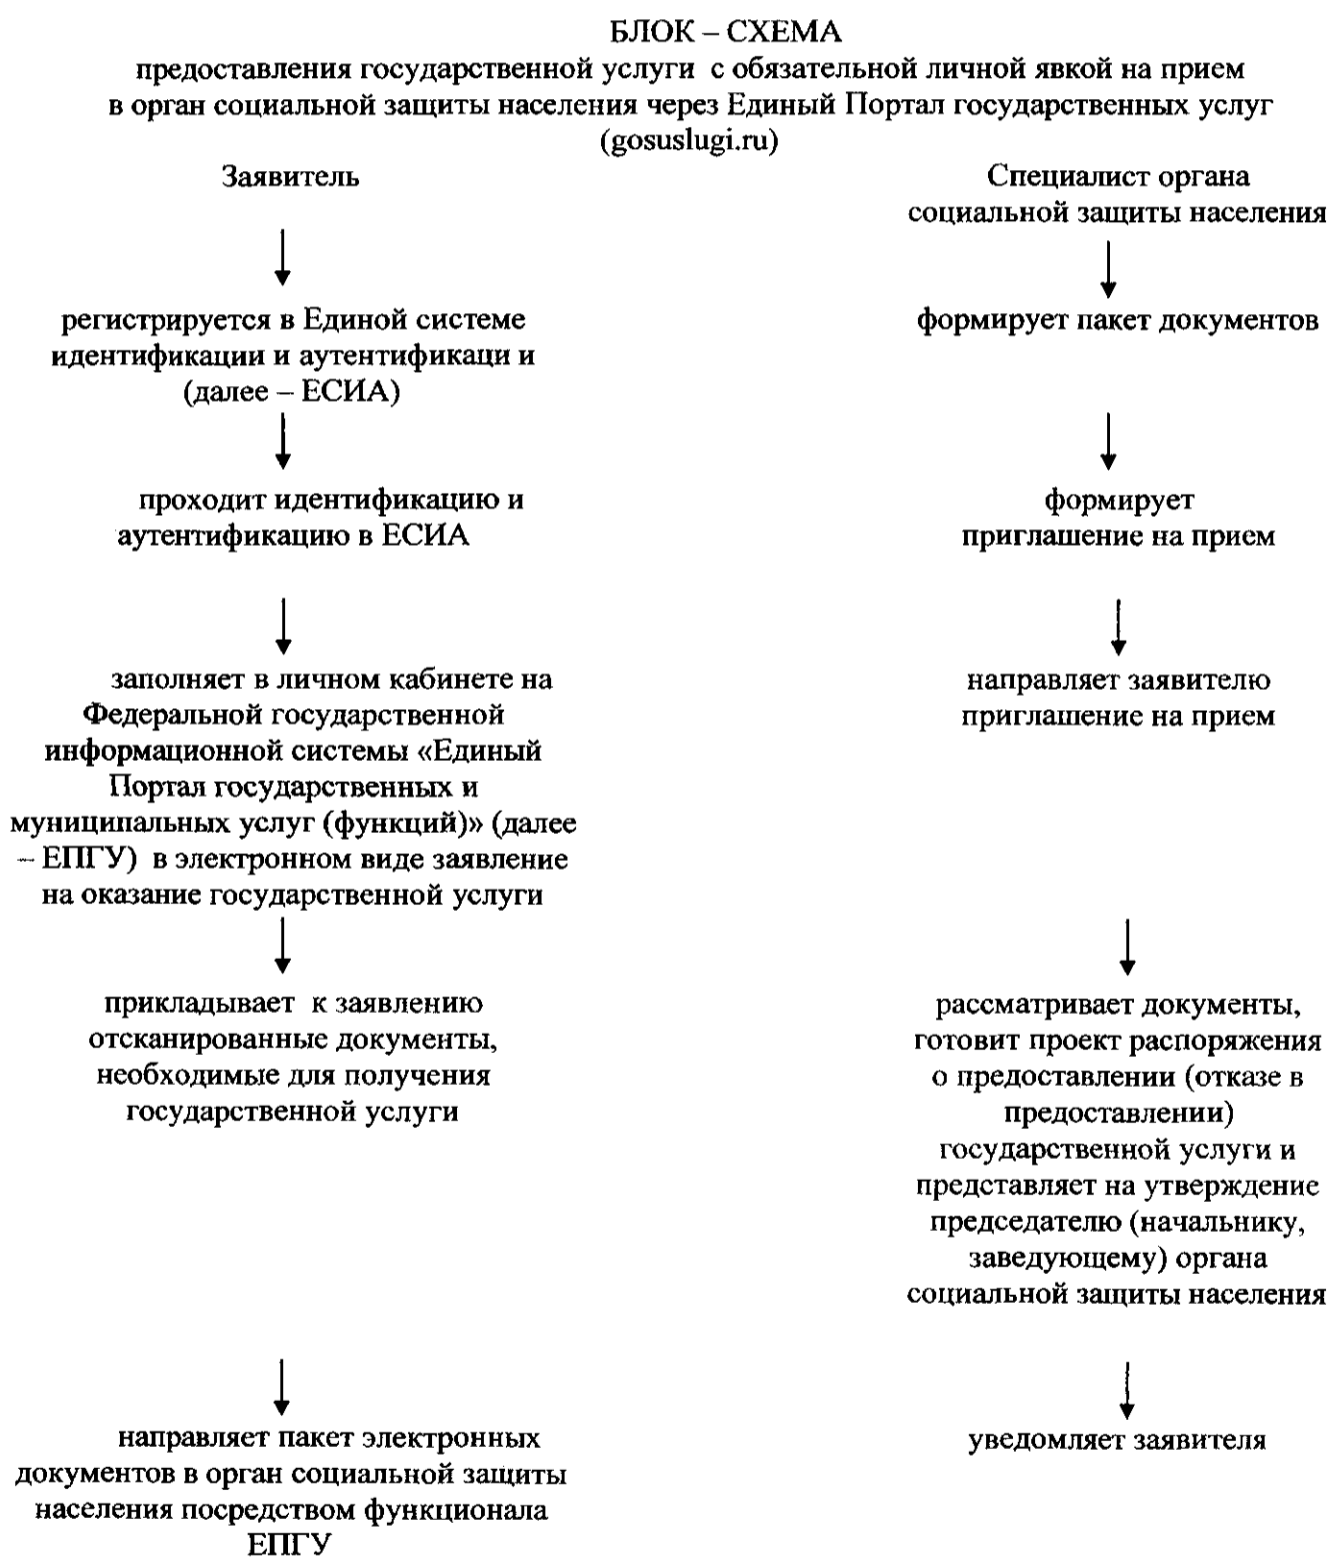 БЛОК – СХЕМА
предоставления государственной услуги с обязательной личной явкой на прием
в орган социальной защиты населения через Единый Портал государственных услуг
(gosuslugi.ru)
Заявитель
регистрируется в Единой системе
идентификации и аутентификаци и
(далее – ЕСИА)
проходит идентификацию и
аутентификацию в ЕСИА
заполняет в личном кабинете на
Федеральной государственной
информационной системы «Единый
Портал государственных и
муниципальных услуг (функций)» (далее
– ЕПГУ) в электронном виде заявление
на оказание государственной услуги
прикладывает к заявлению
отсканированные документы,
необходимые для получения
государственной услуги
направляет пакет электронных
документов в орган социальной защиты
населения посредством функционала
ЕПГУ
Специалист органа
социальной защиты населения
формирует пакет документов
формирует
приглашение на прием
направляет заявителю
приглашение на прием
рассматривает документы,
готовит проект распоряжения
о предоставлении (отказе в
предоставлении)
государственной услуги и
представляет на утверждение
председателю (начальнику,
заведующему) органа
социальной защиты населения
уведомляет заявителя